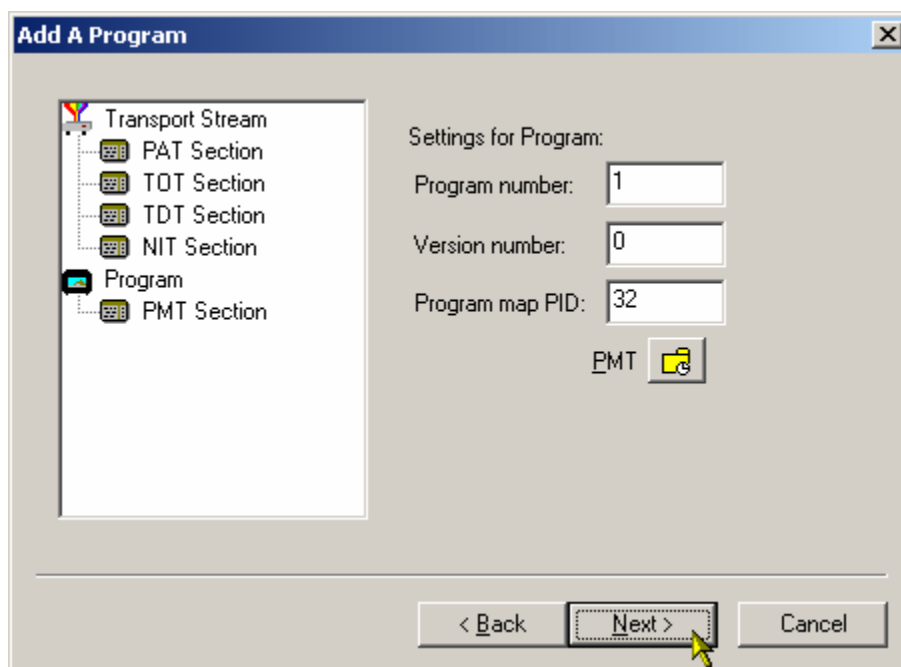 Add A Program
Transport Stream
PAT Section
TOT Section
TDT Section
NIT Section
Program
PMT Section
Settings for Program:
Program number: 1
Version number: 0
Program map PID: 32
PMT
< Back
Next >
Cancel